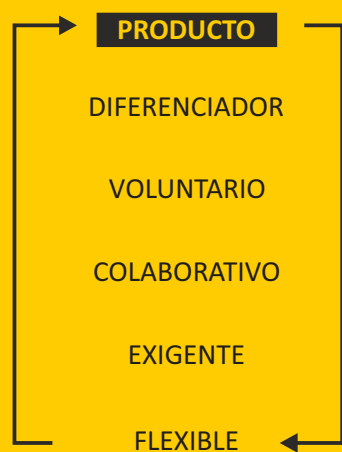 PRODUCTO
DIFERENCIADOR
VOLUNTARIO
COLABORATIVO
EXIGENTE
FLEXIBLE